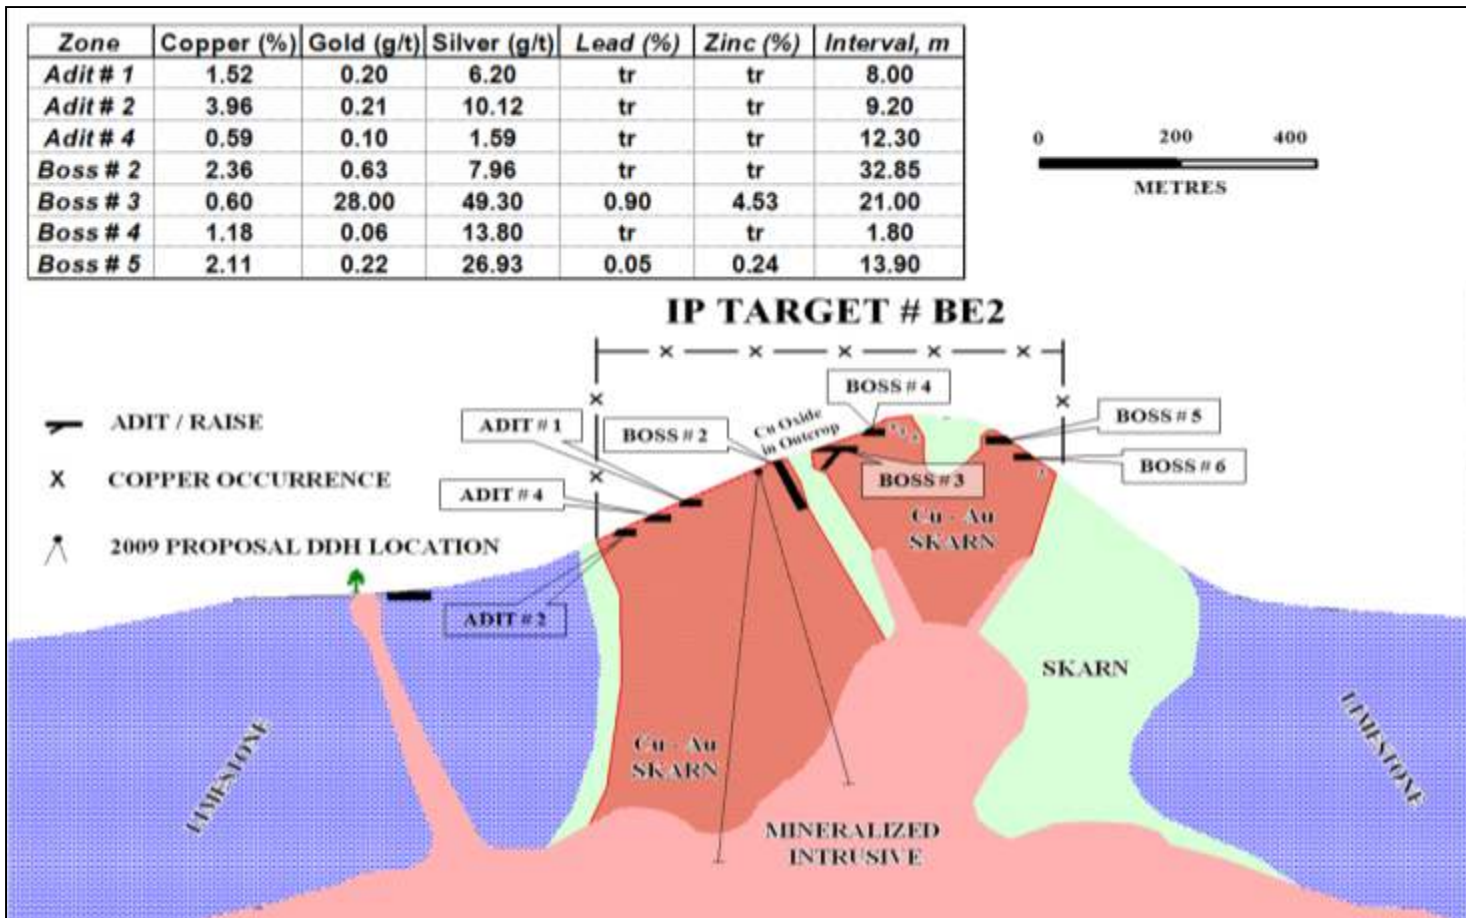 Zone Copper (%) Gold (g/t) Silver (g/t) Lead (%) Zinc (%) Interval, m
Adit # 1 1.52 0.20 6.20 tr tr 8.00
Adit # 2 3.96 0.21 10.12 tr tr 9.20
Adit # 4 0.59 0.10 1.59 tr tr 12.30
Boss # 2 2.36 0.63 7.96 tr tr 32.85
Boss # 3 0.60 28.00 49.30 0.90 4.53 21.00
Boss # 4 1.18 0.06 13.80 tr tr 1.80
Boss # 5 2.11 0.22 26.93 0.05 0.24 13.90
0 200 400
METRES
IP TARGET # BE2
ADIT / RAISE
X COPPER OCCURRENCE
2009 PROPOSAL DDH LOCATION
ADIT # 1
BOSS # 2
Cu Oxide
in Outcrop
BOSS # 4
BOSS # 5
BOSS # 6
BOSS # 3
ADIT # 4
ADIT # 2
Cu - Au
SKARN
SKARN
Cu - Au
SKARN
LIMESTONE
LIMESTONE
MINERALIZED
INTRUSIVE